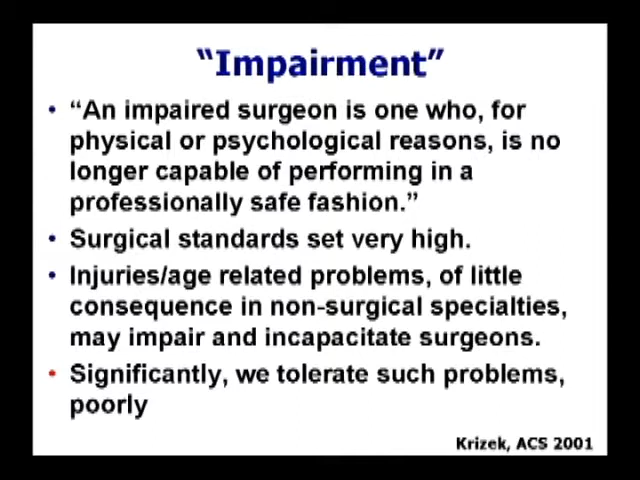 “Impairment”
• “An impaired surgeon is one who, for
physical or psychological reasons, is no
longer capable of performing in a
professionally safe fashion.”
• Surgical standards set very high.
• Injuries/age related problems, of little
consequence in non-surgical specialties,
may impair and incapacitate surgeons.
• Significantly, we tolerate such problems,
poorly
Krizek, ACS 2001